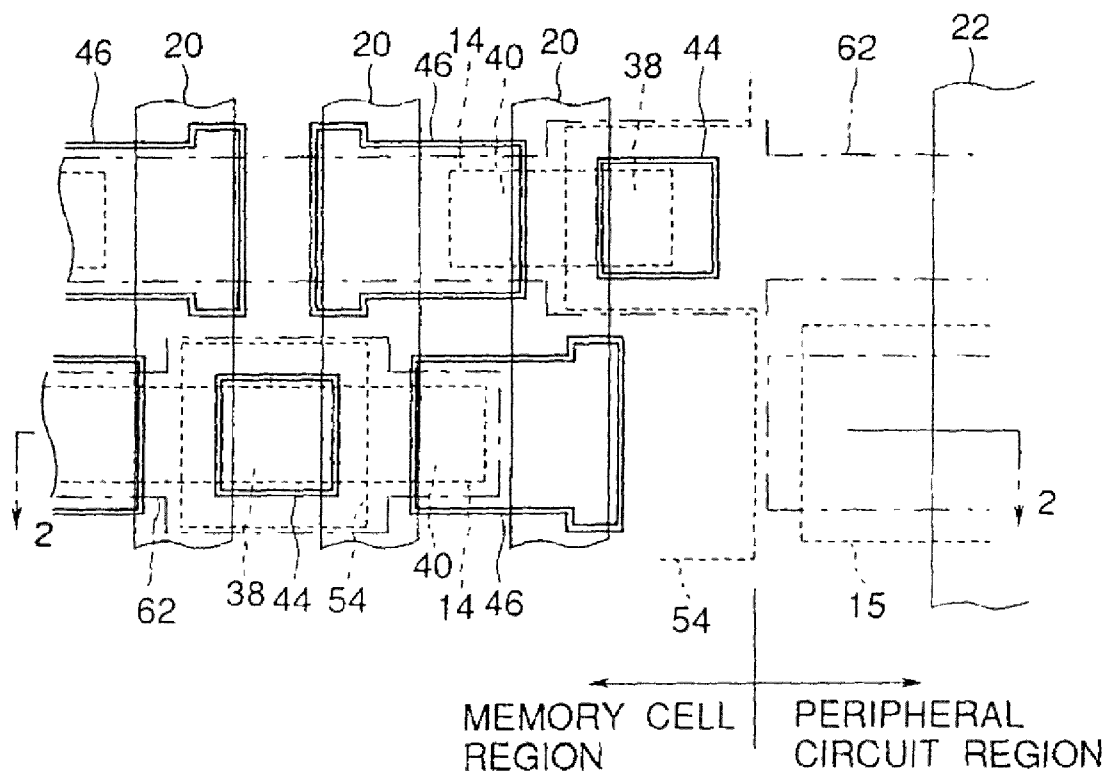 46 20 20 46 14 40 20 38 44 62 22
2 2
62 38 44 54 40 14 46 54 15
MEMORY CELL
REGION
PERIPHERAL
CIRCUIT REGION